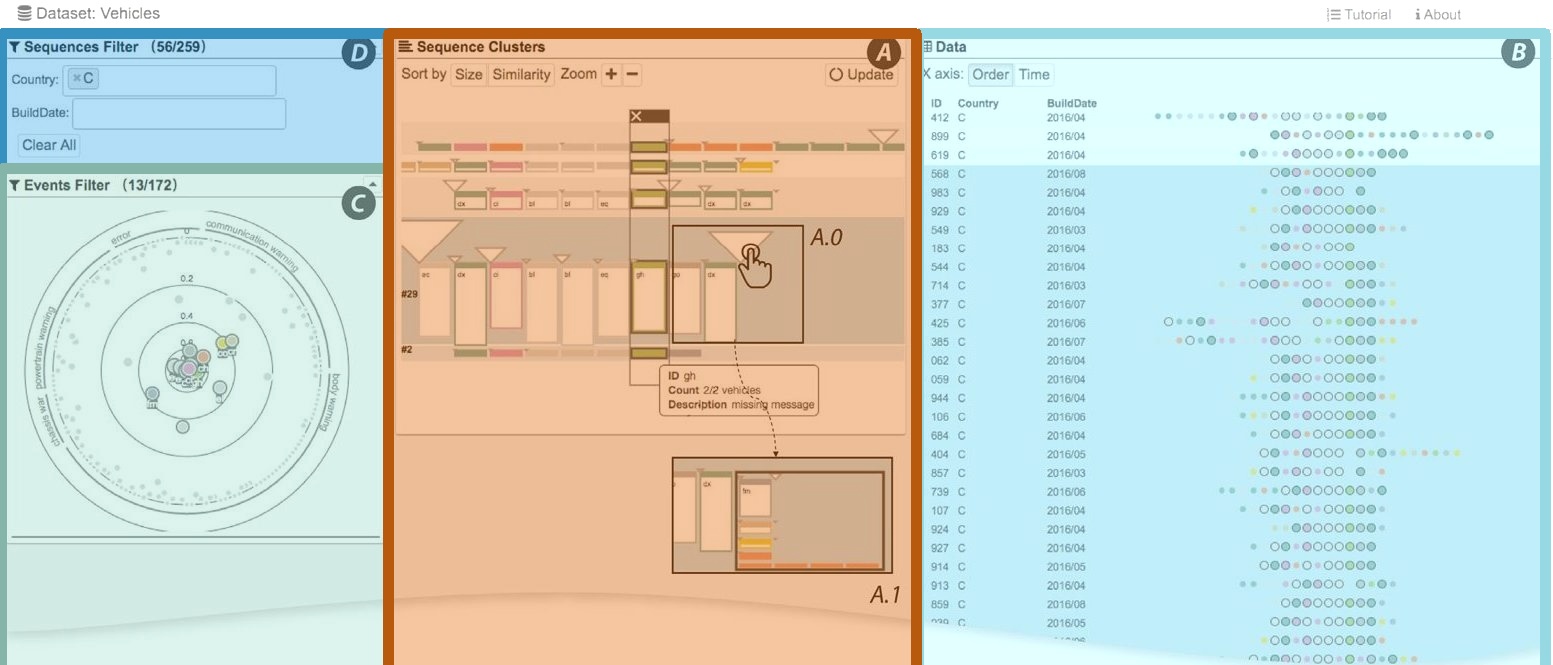 Dataset: Vehicles
Tutorial
About
Sequences Filter (56/259)
D
Country:
C
BuildDate:
Clear All
Events Filter (13/172)
C
error
communication warning
powertrain warning
body warning
chassis war
0
0.2
0.4
Sequence Clusters
A
Sort by Size Similarity Zoom + −
Update
dx ci bl bl eq dx dx
A.0
ec dx ci bl bl eq gh go dx
#29
#2
ID gh
Count 2/2 vehicles
Description missing message
dx
fm
A.1
Data
B
X axis: Order Time
ID Country BuildDate
412 C 2016/04
899 C 2016/04
619 C 2016/04
568 C 2016/08
983 C 2016/04
929 C 2016/04
549 C 2016/03
183 C 2016/04
544 C 2016/04
714 C 2016/03
377 C 2016/07
425 C 2016/06
385 C 2016/07
062 C 2016/04
059 C 2016/04
944 C 2016/04
106 C 2016/06
684 C 2016/04
404 C 2016/05
857 C 2016/03
739 C 2016/06
107 C 2016/04
924 C 2016/04
927 C 2016/04
914 C 2016/05
913 C 2016/04
859 C 2016/08
239 C 2016/05